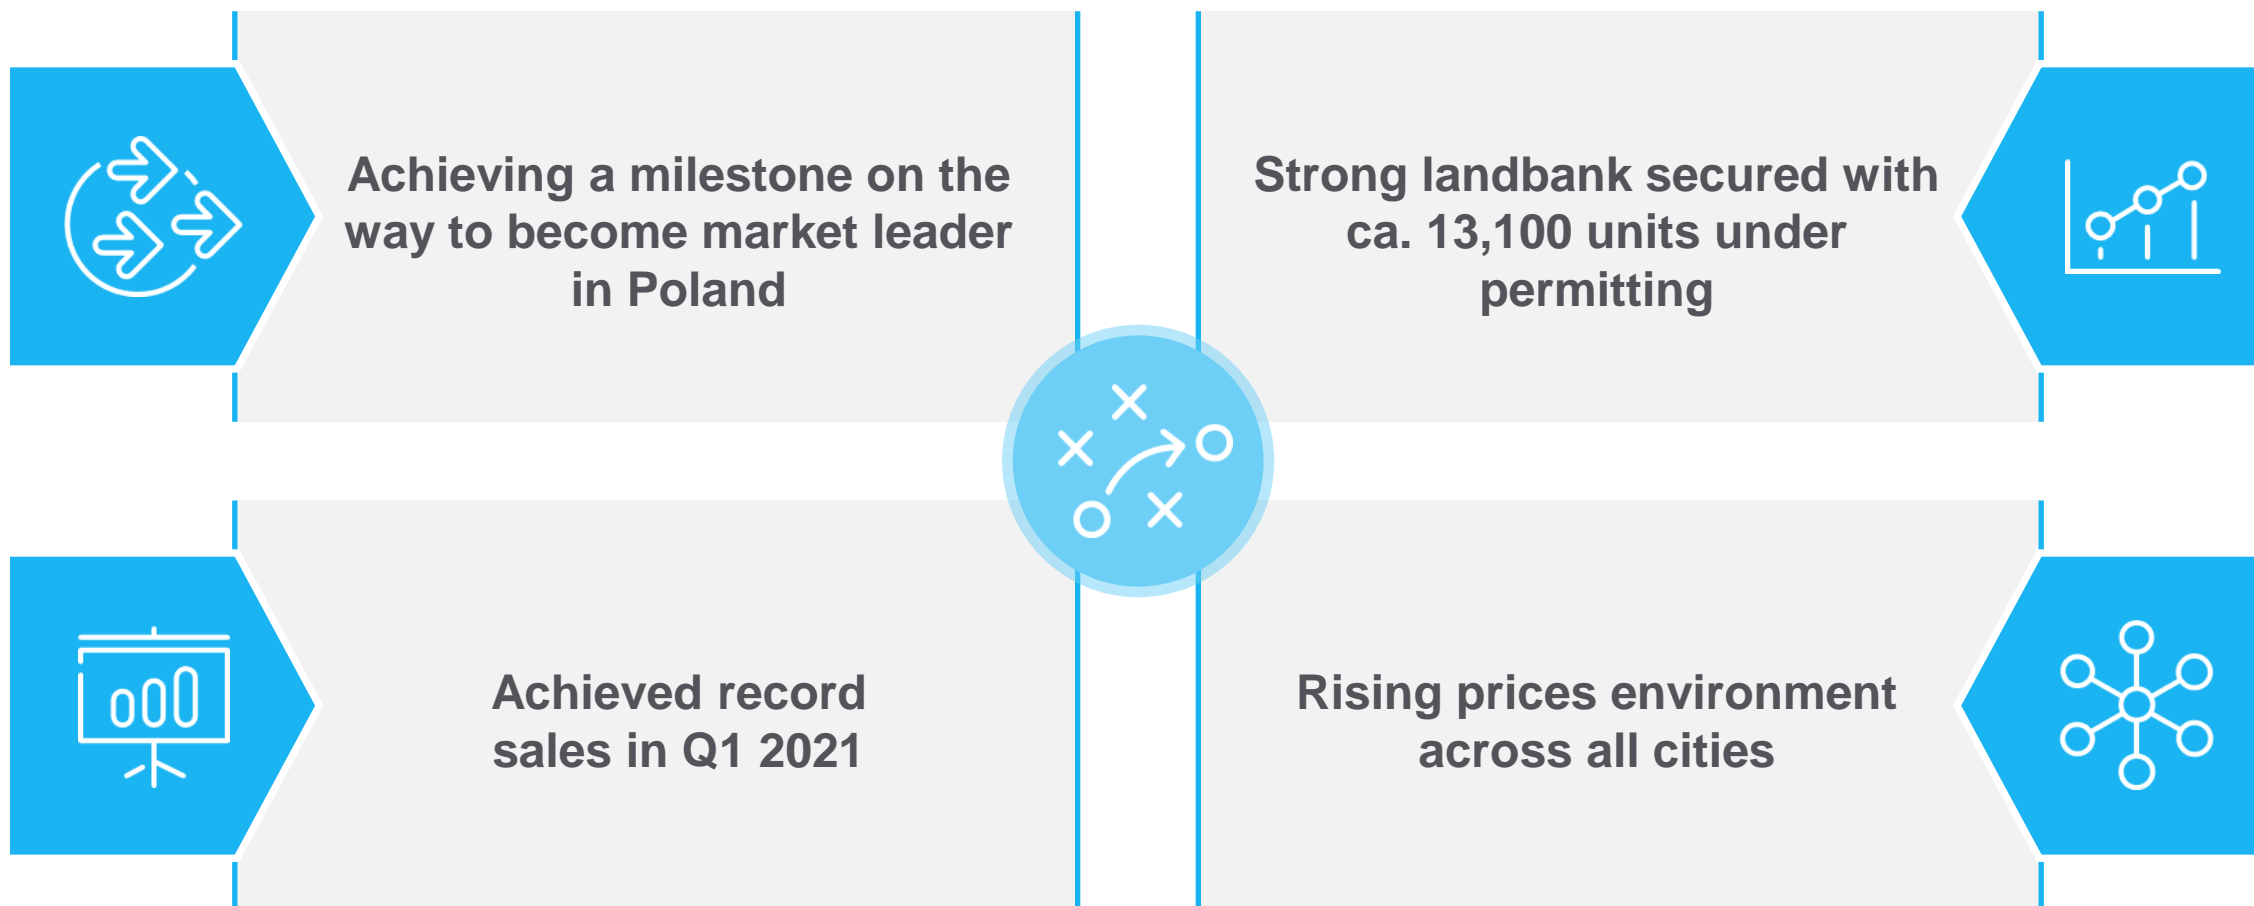 Achieving a milestone on the
way to become market leader
in Poland
Strong landbank secured with
ca. 13,100 units under
permitting
Achieved record
sales in Q1 2021
Rising prices environment
across all cities